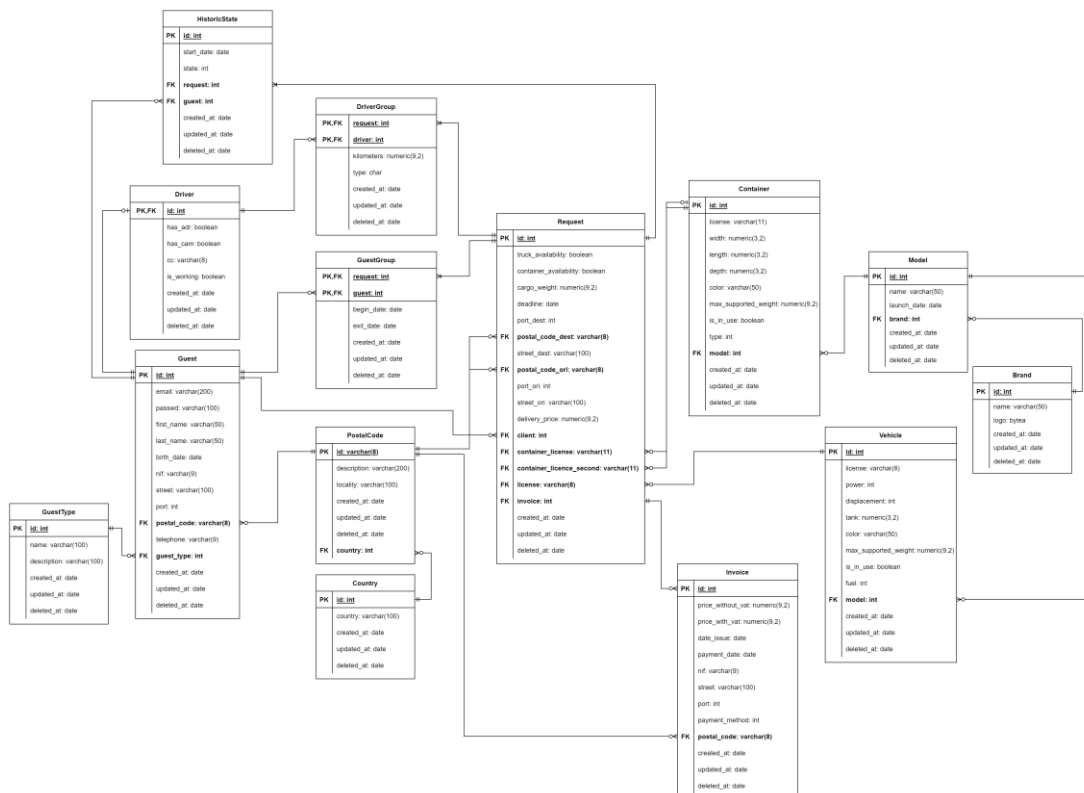 HistoricState
PK id: int
start_date: date
state: int
FK request: int
FK guest: int
created_at: date
updated_at: date
deleted_at: date
DriverGroup
PK,FK request: int
PK,FK driver: int
kilometers: numeric(9,2)
type: char
created_at: date
updated_at: date
deleted_at: date
Driver
PK,FK id: int
has_adr: boolean
has_cam: boolean
cc: varchar(8)
is_working: boolean
created_at: date
updated_at: date
deleted_at: date
GuestGroup
PK,FK request: int
PK,FK guest: int
begin_date: date
exit_date: date
created_at: date
updated_at: date
deleted_at: date
Guest
PK id: int
email: varchar(200)
passwd: varchar(100)
first_name: varchar(50)
last_name: varchar(50)
birth_date: date
nif: varchar(9)
street: varchar(100)
port: int
FK postal_code: varchar(8)
telephone: varchar(9)
FK guest_type: int
created_at: date
updated_at: date
deleted_at: date
GuestType
PK id: int
name: varchar(100)
description: varchar(100)
created_at: date
updated_at: date
deleted_at: date
PostalCode
PK id: varchar(8)
description: varchar(200)
locality: varchar(100)
created_at: date
updated_at: date
deleted_at: date
FK country: int
Country
PK id: int
country: varchar(100)
created_at: date
updated_at: date
deleted_at: date
Request
PK id: int
truck_availability: boolean
container_availability: boolean
cargo_weight: numeric(9,2)
deadline: date
port_dest: int
FK postal_code_dest: varchar(8)
street_dest: varchar(100)
FK postal_code_ori: varchar(8)
port_ori: int
street_ori: varchar(100)
delivery_price: numeric(9,2)
FK client: int
FK container_license: varchar(11)
FK container_licence_second: varchar(11)
FK license: varchar(8)
FK invoice: int
created_at: date
updated_at: date
deleted_at: date
Container
PK id: int
license: varchar(11)
width: numeric(3,2)
length: numeric(3,2)
depth: numeric(3,2)
color: varchar(50)
max_supported_weight: numeric(9,2)
is_in_use: boolean
type: int
FK model: int
created_at: date
updated_at: date
deleted_at: date
Model
PK id: int
name: varchar(50)
launch_date: date
FK brand: int
created_at: date
updated_at: date
deleted_at: date
Brand
PK id: int
name: varchar(50)
logo: bytea
created_at: date
updated_at: date
deleted_at: date
Vehicle
PK id: int
license: varchar(8)
power: int
displacement: int
tank: numeric(3,2)
color: varchar(50)
max_supported_weight: numeric(9,2)
is_in_use: boolean
fuel: int
FK model: int
created_at: date
updated_at: date
deleted_at: date
Invoice
PK id: int
price_without_vat: numeric(9,2)
price_with_vat: numeric(9,2)
date_issue: date
payment_date: date
nif: varchar(9)
street: varchar(100)
port: int
payment_method: int
FK postal_code: varchar(8)
created_at: date
updated_at: date
deleted_at: date